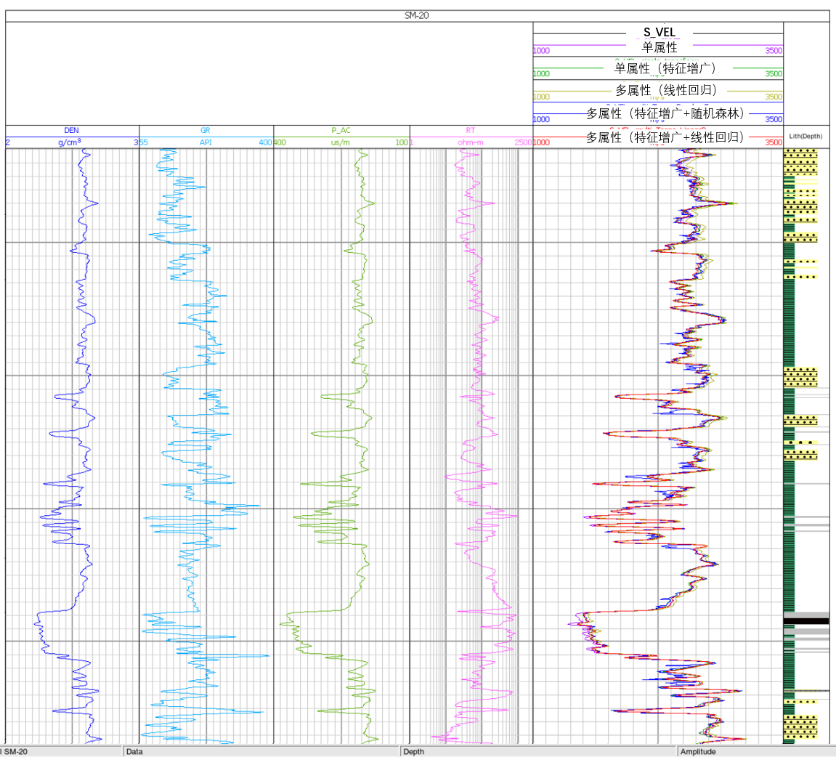 SM-20
S_VEL
1000 单属性 3500
1000 单属性（特征增广） 3500
1000 多属性（线性回归） 3500
1000 多属性（特征增广+随机森林） 3500
1000 多属性（特征增广+线性回归） 3500
DEN GR P_AC RT
2 g/cm³ 3 55 API 400 400 us/m 100 ohm-m 2500
Lith(Depth)
SM-20 Data Depth Amplitude